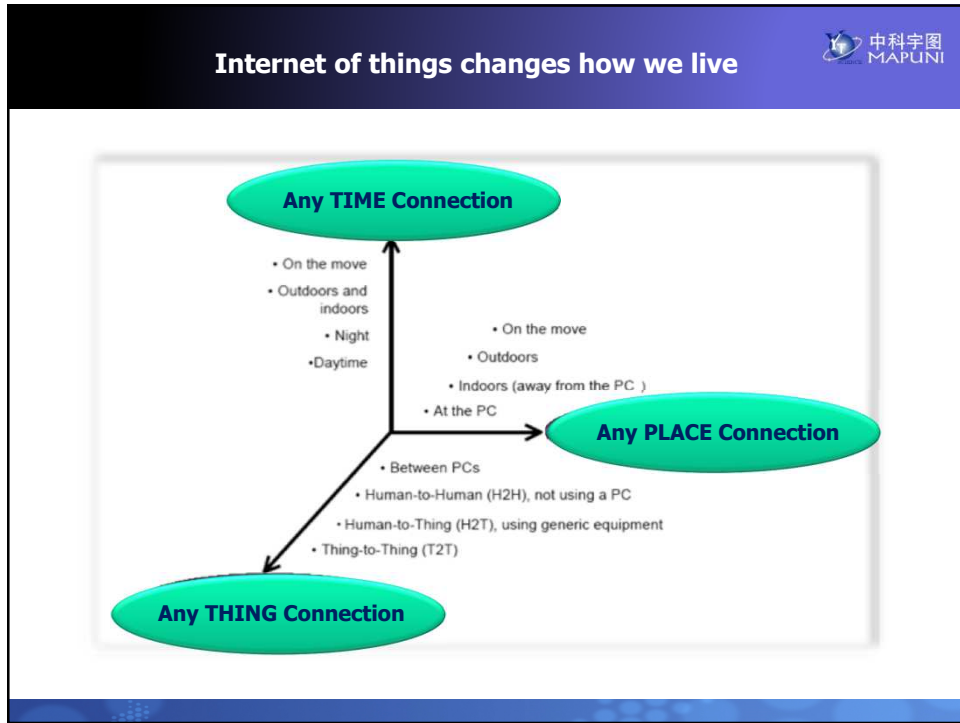 Internet of things changes how we live
中科宇图
MAPUNI
Any TIME Connection
• On the move
• Outdoors and
indoors
• Night
•Daytime
• On the move
• Outdoors
• Indoors (away from the PC )
• At the PC
Any PLACE Connection
• Between PCs
• Human-to-Human (H2H), not using a PC
• Human-to-Thing (H2T), using generic equipment
• Thing-to-Thing (T2T)
Any THING Connection